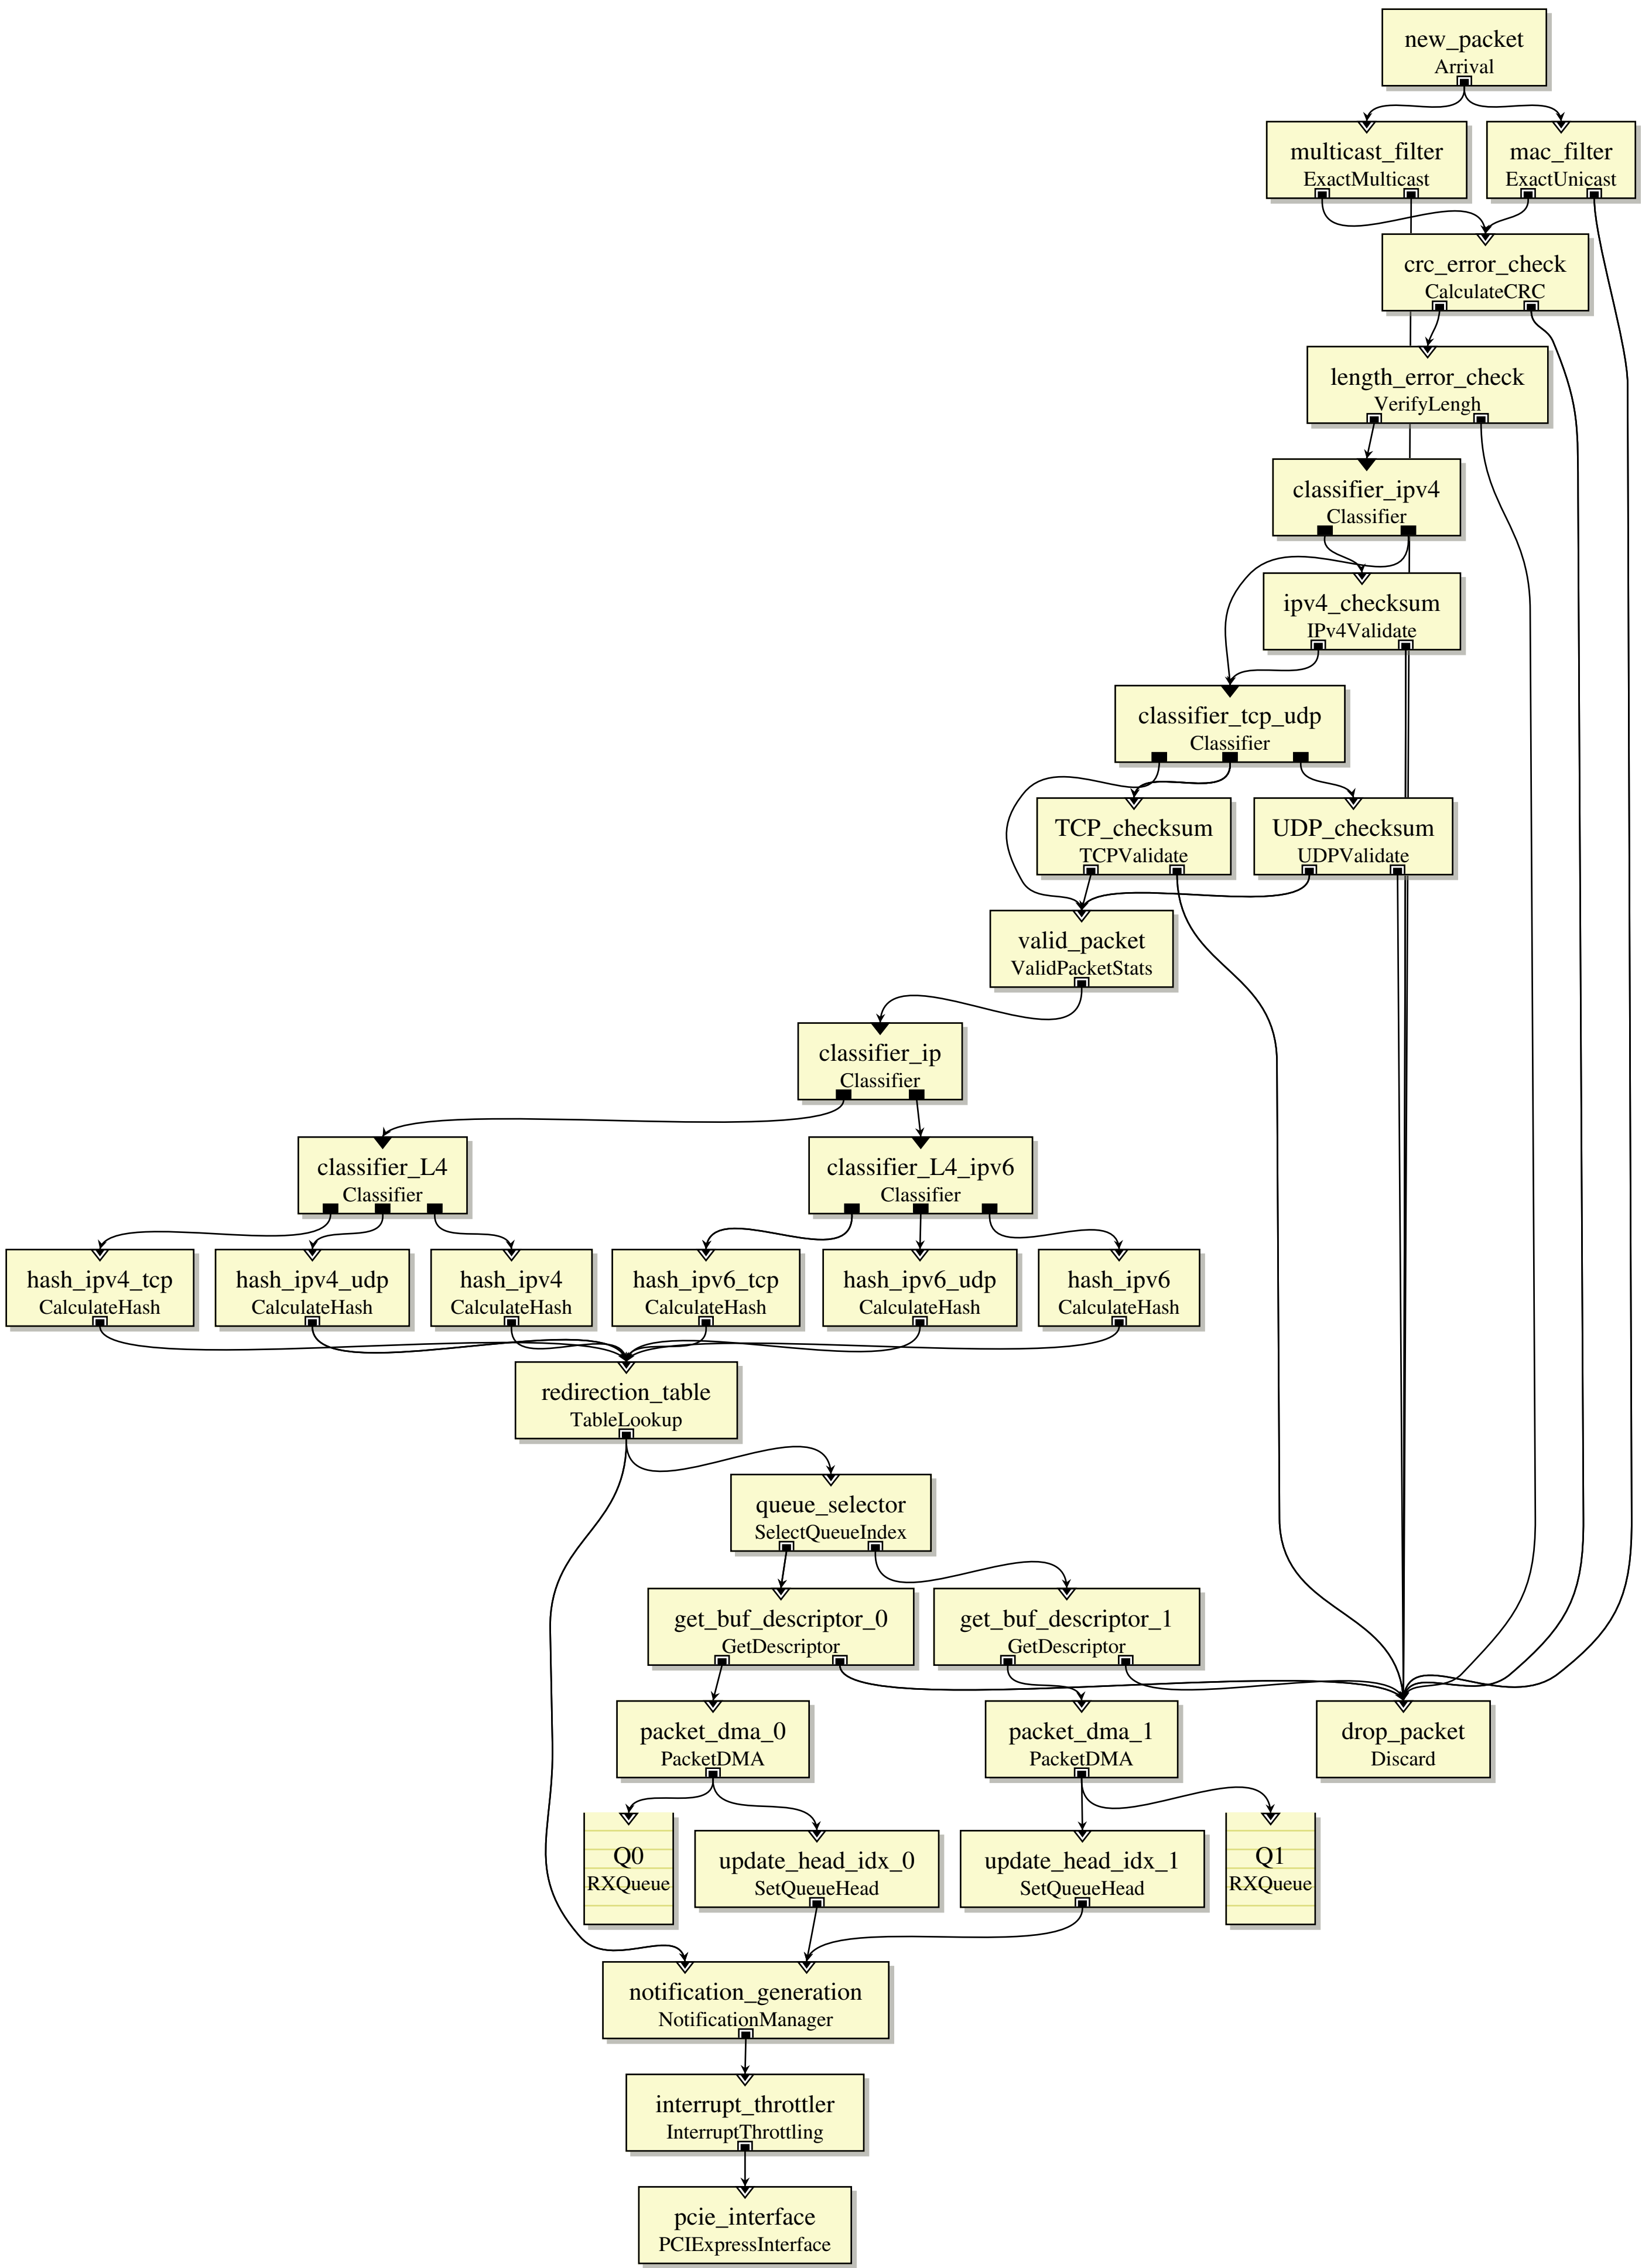 new_packet
Arrival
multicast_filter
ExactMulticast
mac_filter
ExactUnicast
crc_error_check
CalculateCRC
length_error_check
VerifyLengh
classifier_ipv4
Classifier
ipv4_checksum
IPv4Validate
classifier_tcp_udp
Classifier
TCP_checksum
TCPValidate
UDP_checksum
UDPValidate
valid_packet
ValidPacketStats
classifier_ip
Classifier
classifier_L4
Classifier
classifier_L4_ipv6
Classifier
hash_ipv4_tcp
CalculateHash
hash_ipv4_udp
CalculateHash
hash_ipv4
CalculateHash
hash_ipv6_tcp
CalculateHash
hash_ipv6_udp
CalculateHash
hash_ipv6
CalculateHash
redirection_table
TableLookup
queue_selector
SelectQueueIndex
get_buf_descriptor_0
GetDescriptor
get_buf_descriptor_1
GetDescriptor
packet_dma_0
PacketDMA
packet_dma_1
PacketDMA
drop_packet
Discard
Q0
RXQueue
update_head_idx_0
SetQueueHead
update_head_idx_1
SetQueueHead
Q1
RXQueue
notification_generation
NotificationManager
interrupt_throttler
InterruptThrottling
pcie_interface
PCIExpressInterface